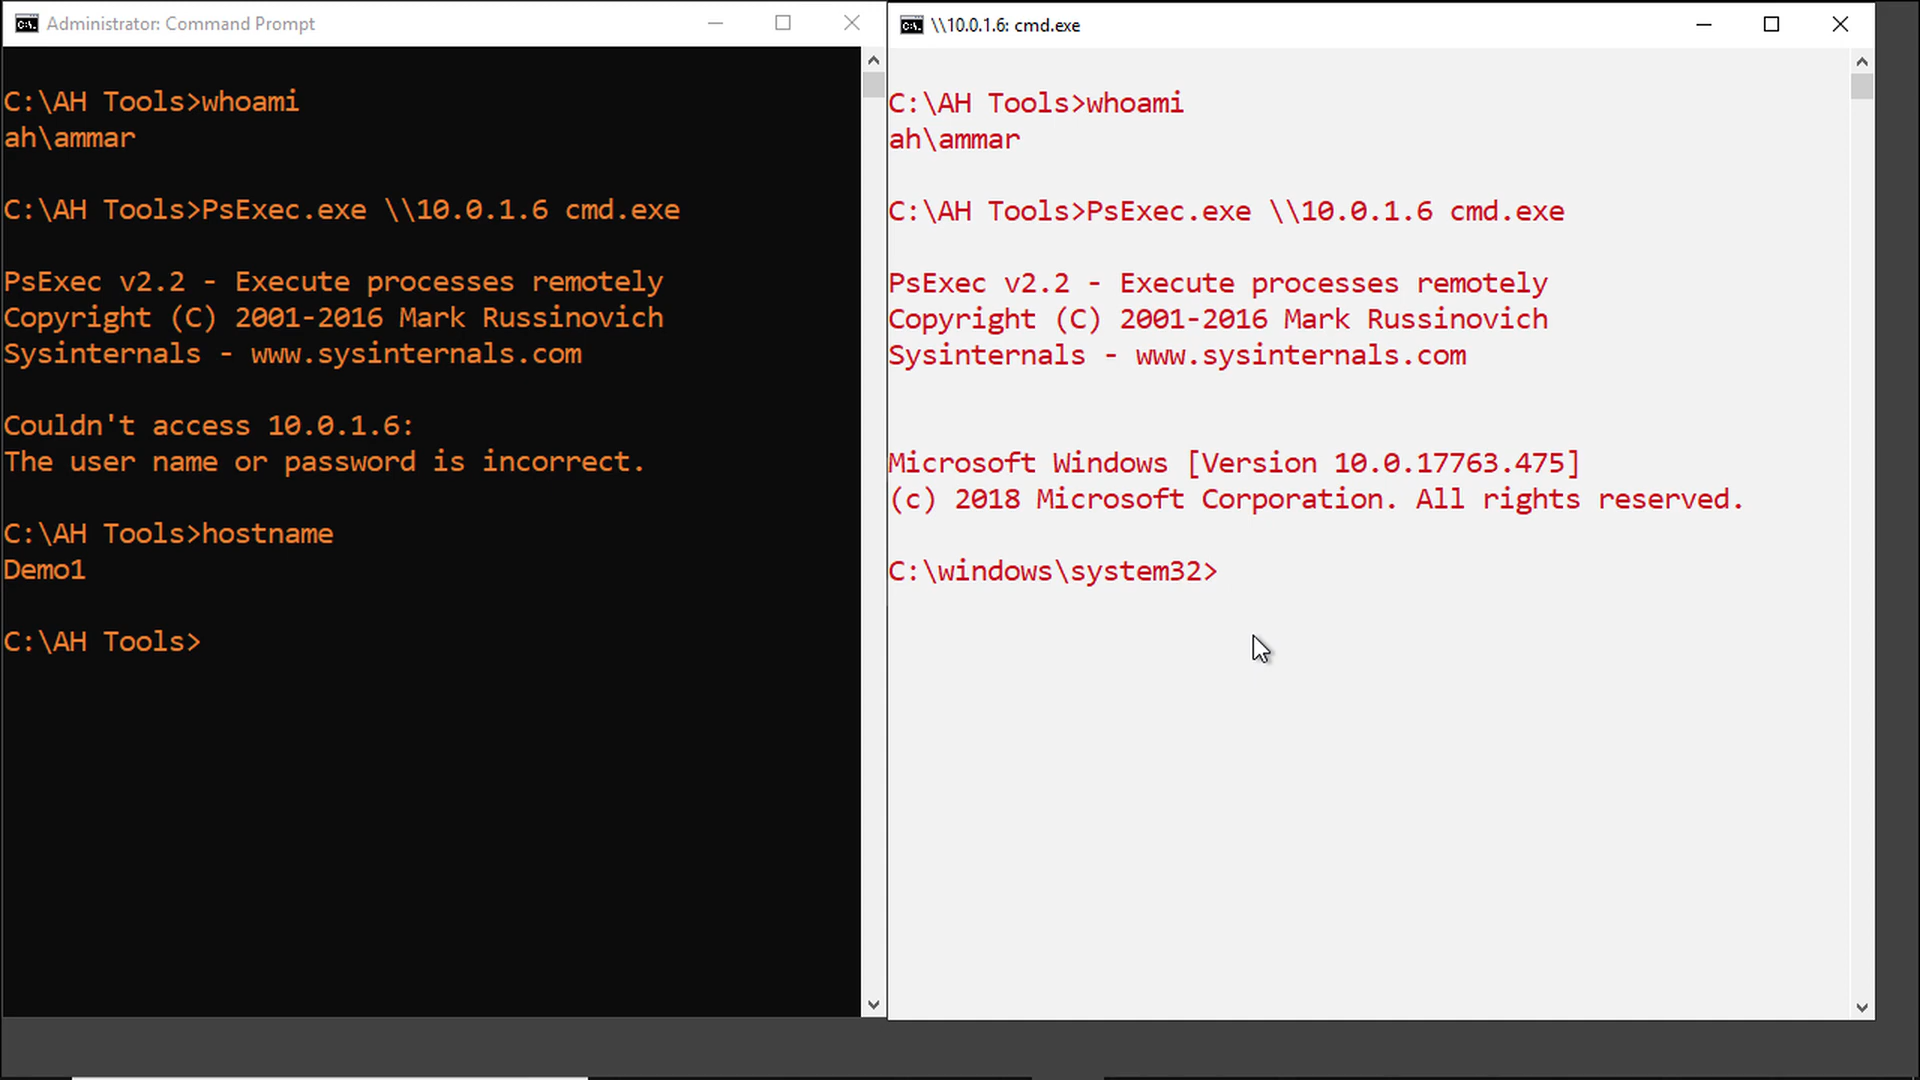 Administrator: Command Prompt
C:\AH Tools>whoami
ah\ammar
C:\AH Tools>PsExec.exe \\10.0.1.6 cmd.exe
PsExec v2.2 - Execute processes remotely
Copyright (C) 2001-2016 Mark Russinovich
Sysinternals - www.sysinternals.com
Couldn't access 10.0.1.6:
The user name or password is incorrect.
C:\AH Tools>hostname
Demo1
C:\AH Tools>
\\10.0.1.6: cmd.exe
C:\AH Tools>whoami
ah\ammar
C:\AH Tools>PsExec.exe \\10.0.1.6 cmd.exe
PsExec v2.2 - Execute processes remotely
Copyright (C) 2001-2016 Mark Russinovich
Sysinternals - www.sysinternals.com
Microsoft Windows [Version 10.0.17763.475]
(c) 2018 Microsoft Corporation. All rights reserved.
C:\windows\system32>